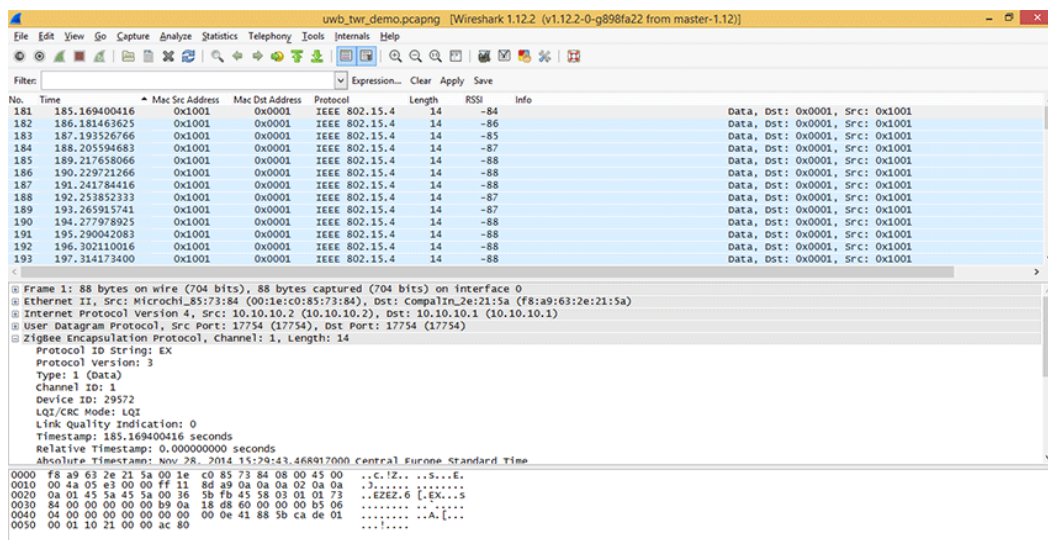 uwb_twr_demo.pcapng [Wireshark 1.12.2 (v1.12.2-0-g898fa22 from master-1.12)]
File Edit View Go Capture Analyze Statistics Telephony Tools Internals Help
Filter: Expression... Clear Apply Save
No. Time Mac Src Address Mac Dst Address Protocol Length RSSI Info
181 185.169400416 0x1001 0x0001 IEEE 802.15.4 14 -84 Data, Dst: 0x0001, Src: 0x1001
182 186.181463625 0x1001 0x0001 IEEE 802.15.4 14 -86 Data, Dst: 0x0001, Src: 0x1001
183 187.193526766 0x1001 0x0001 IEEE 802.15.4 14 -85 Data, Dst: 0x0001, Src: 0x1001
184 188.205594683 0x1001 0x0001 IEEE 802.15.4 14 -87 Data, Dst: 0x0001, Src: 0x1001
185 189.217658066 0x1001 0x0001 IEEE 802.15.4 14 -88 Data, Dst: 0x0001, Src: 0x1001
186 190.229721266 0x1001 0x0001 IEEE 802.15.4 14 -88 Data, Dst: 0x0001, Src: 0x1001
187 191.241784416 0x1001 0x0001 IEEE 802.15.4 14 -88 Data, Dst: 0x0001, Src: 0x1001
188 192.253852333 0x1001 0x0001 IEEE 802.15.4 14 -87 Data, Dst: 0x0001, Src: 0x1001
189 193.265915741 0x1001 0x0001 IEEE 802.15.4 14 -87 Data, Dst: 0x0001, Src: 0x1001
190 194.277978925 0x1001 0x0001 IEEE 802.15.4 14 -88 Data, Dst: 0x0001, Src: 0x1001
191 195.290042083 0x1001 0x0001 IEEE 802.15.4 14 -88 Data, Dst: 0x0001, Src: 0x1001
192 196.302110016 0x1001 0x0001 IEEE 802.15.4 14 -88 Data, Dst: 0x0001, Src: 0x1001
193 197.314173400 0x1001 0x0001 IEEE 802.15.4 14 -88 Data, Dst: 0x0001, Src: 0x1001
Frame 1: 88 bytes on wire (704 bits), 88 bytes captured (704 bits) on interface 0
Ethernet II, Src: Microchi_85:73:84 (00:1e:c0:85:73:84), Dst: CompalIn_2e:21:5a (f8:a9:63:2e:21:5a)
Internet Protocol Version 4, Src: 10.10.10.2 (10.10.10.2), Dst: 10.10.10.1 (10.10.10.1)
User Datagram Protocol, Src Port: 17754 (17754), Dst Port: 17754 (17754)
ZigBee Encapsulation Protocol, Channel: 1, Length: 14
Protocol ID String: EX
Protocol Version: 3
Type: 1 (Data)
Channel ID: 1
Device ID: 29572
LQI/CRC Mode: LQI
Link Quality Indication: 0
Timestamp: 185.169400416 seconds
Relative Timestamp: 0.000000000 seconds
Absolute Timestamp: Nov 28, 2014 15:29:43.468917000 Central Europe Standard Time
0000 f8 a9 63 2e 21 5a 00 1e c0 85 73 84 08 00 45 00 ..c.!Z.. ..s...E.
0010 00 4a 05 e3 00 00 ff 11 8d a9 0a 0a 0a 02 0a 0a .J...... ........
0020 0a 01 45 5a 45 5a 00 36 5b fb 45 58 03 01 01 73 ..EZEZ.6 [.EX...s
0030 84 00 00 00 00 00 b9 0a 18 d8 60 00 00 00 b5 06 ........ ..`.....
0040 04 00 00 00 00 00 00 00 00 0e 41 88 5b ca de 01 ........ ..A.[...
0050 00 01 10 21 00 00 ac 80 ...!....